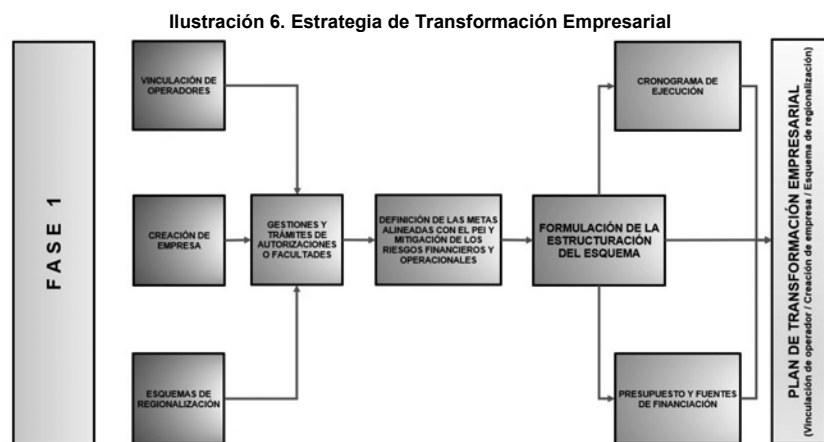 Ilustración 6. Estrategia de Transformación Empresarial
FASE 1
VINCULACIÓN DE
OPERADORES
CREACIÓN DE
EMPRESA
ESQUEMAS DE
REGIONALIZACIÓN
GESTIONES Y
TRÁMITES DE
AUTORIZACIONES
O FACULTADES
DEFINICIÓN DE LAS METAS
ALINEADAS CON EL PEI Y
MITIGACIÓN DE LOS
RIESGOS FINANCIEROS Y
OPERACIONALES
FORMULACIÓN DE LA
ESTRUCTURACIÓN
DEL ESQUEMA
CRONOGRAMA DE
EJECUCIÓN
PRESUPUESTO Y FUENTES
DE FINANCIACIÓN
PLAN DE TRANSFORMACIÓN EMPRESARIAL
(Vinculación de operador / Creación de empresa / Esquema de regionalización)